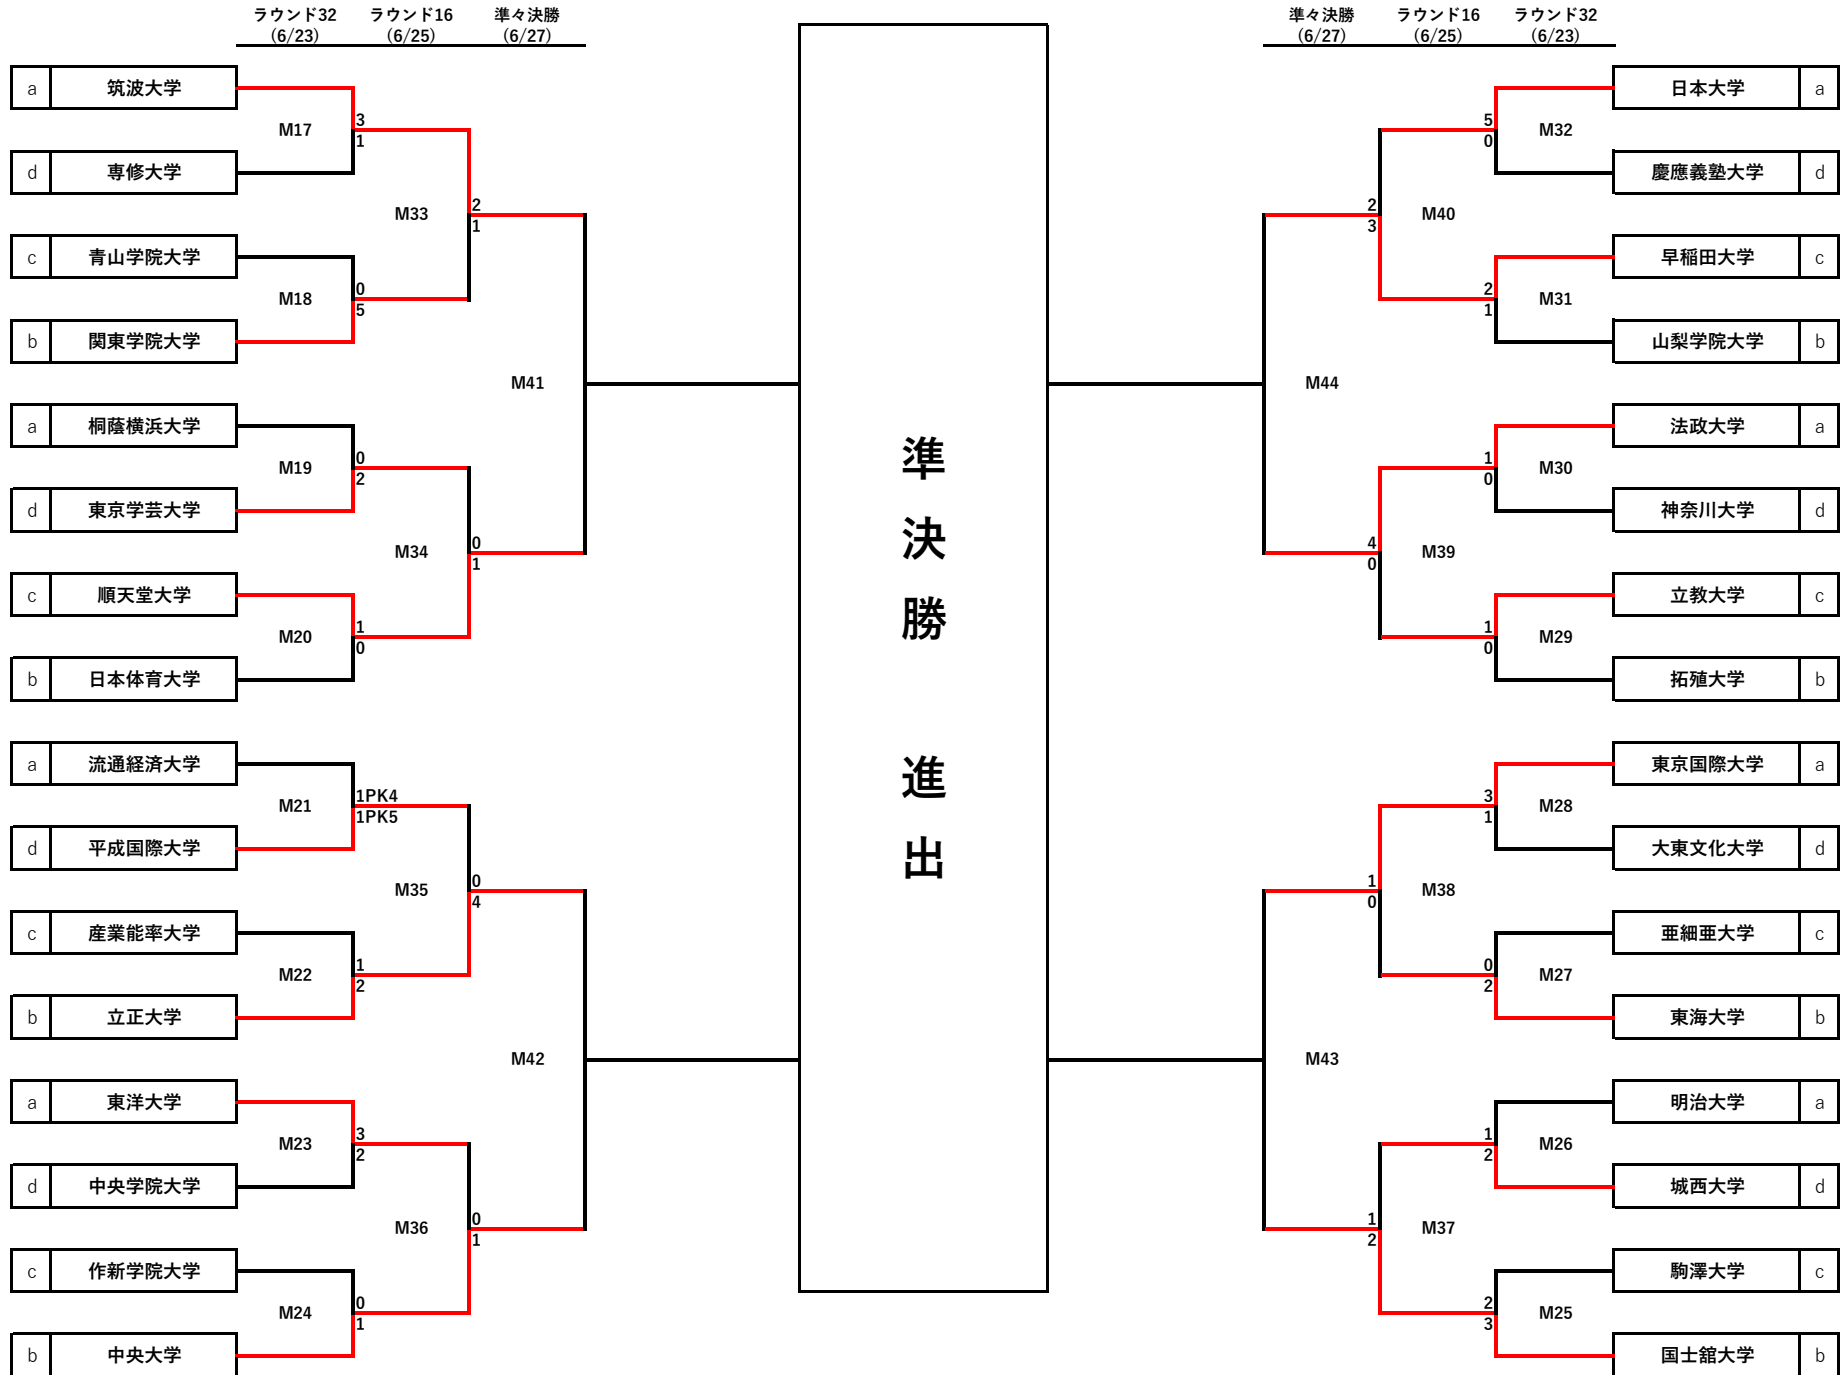 ラウンド32 ラウンド16 準々決勝
(6/23) (6/25) (6/27)
a 筑波大学
M17
3
1
d 専修大学
M33
2
1
c 青山学院大学
M18
0
5
b 関東学院大学
M41
a 桐蔭横浜大学
M19
0
2
d 東京学芸大学
M34
0
1
c 順天堂大学
M20
1
0
b 日本体育大学
a 流通経済大学
M21
1PK4
1PK5
d 平成国際大学
M35
0
4
c 産業能率大学
M22
1
2
b 立正大学
M42
a 東洋大学
M23
3
2
d 中央学院大学
M36
0
1
c 作新学院大学
M24
0
1
b 中央大学
準決勝 進出
準々決勝 ラウンド16 ラウンド32
(6/27) (6/25) (6/23)
日本大学 a
5
0
M32
慶應義塾大学 d
2
3
M40
早稲田大学 c
2
1
M31
山梨学院大学 b
M44
法政大学 a
1
0
M30
神奈川大学 d
4
0
M39
立教大学 c
1
0
M29
拓殖大学 b
東京国際大学 a
3
1
M28
大東文化大学 d
1
0
M38
亜細亜大学 c
0
2
M27
東海大学 b
M43
明治大学 a
1
2
M26
城西大学 d
1
2
M37
駒澤大学 c
2
3
M25
国士舘大学 b